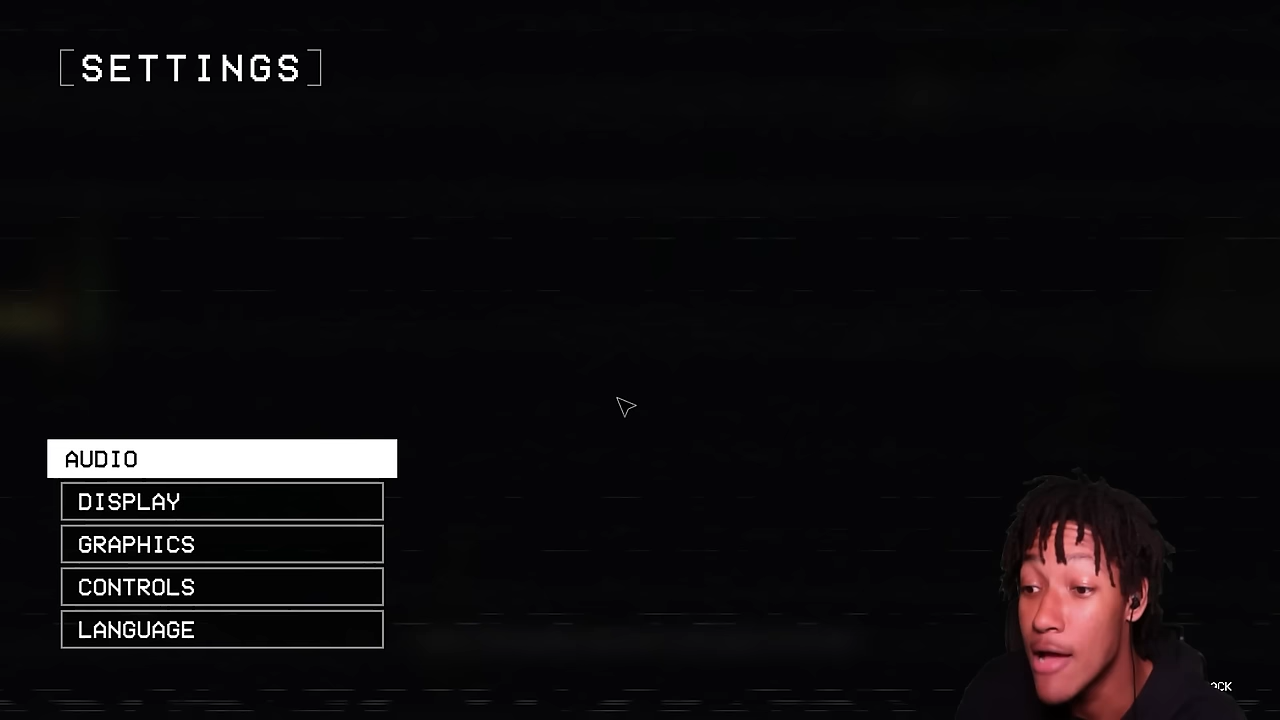 SETTINGS
AUDIO
DISPLAY
GRAPHICS
CONTROLS
LANGUAGE